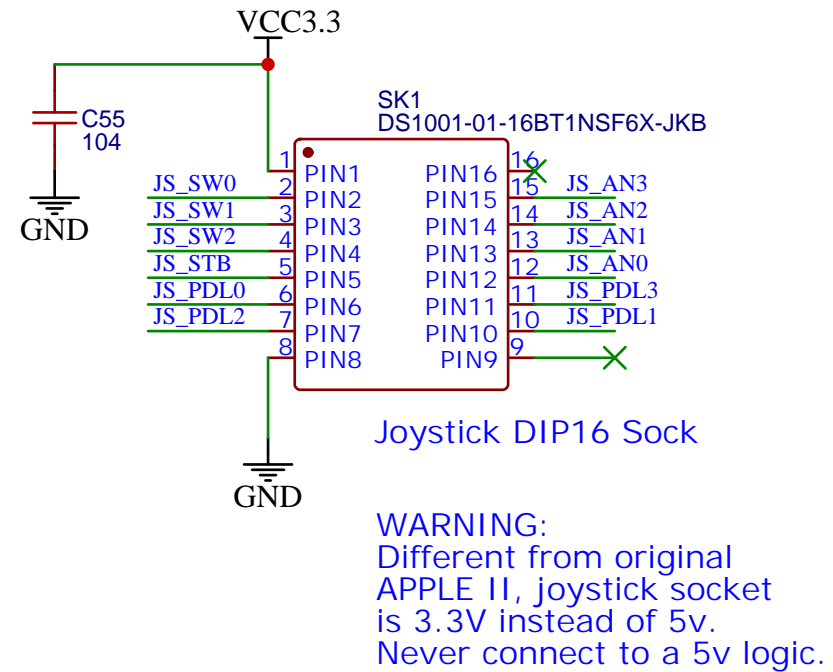 VCC3.3
C55
104
GND
SK1
DS1001-01-16BT1NSF6X-JKB
1 PIN1 PIN16 16
JS_SW0 2 PIN2 PIN15 15 JS_AN3
JS_SW1 3 PIN3 PIN14 14 JS_AN2
JS_SW2 4 PIN4 PIN13 13 JS_AN1
JS_STB 5 PIN5 PIN12 12 JS_AN0
JS_PDL0 6 PIN6 PIN11 11 JS_PDL3
JS_PDL2 7 PIN7 PIN10 10 JS_PDL1
8 PIN8 PIN9 9
GND
Joystick DIP16 Sock
WARNING:
Different from original
APPLE II, joystick socket
is 3.3V instead of 5v.
Never connect to a 5v logic.